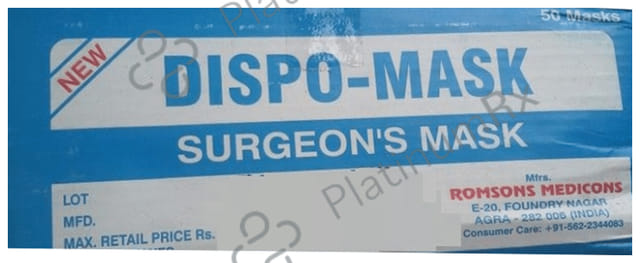 50 Masks
NEW
DISPO-MASK
SURGEON'S MASK
LOT
MFD.
MAX. RETAIL PRICE Rs.
Mfrs.
ROMSONS MEDICONS
E-20, FOUNDRY NAGAR
AGRA - 282 006 (INDIA)
Consumer Care: +91-562-2344083
PlatinumRx